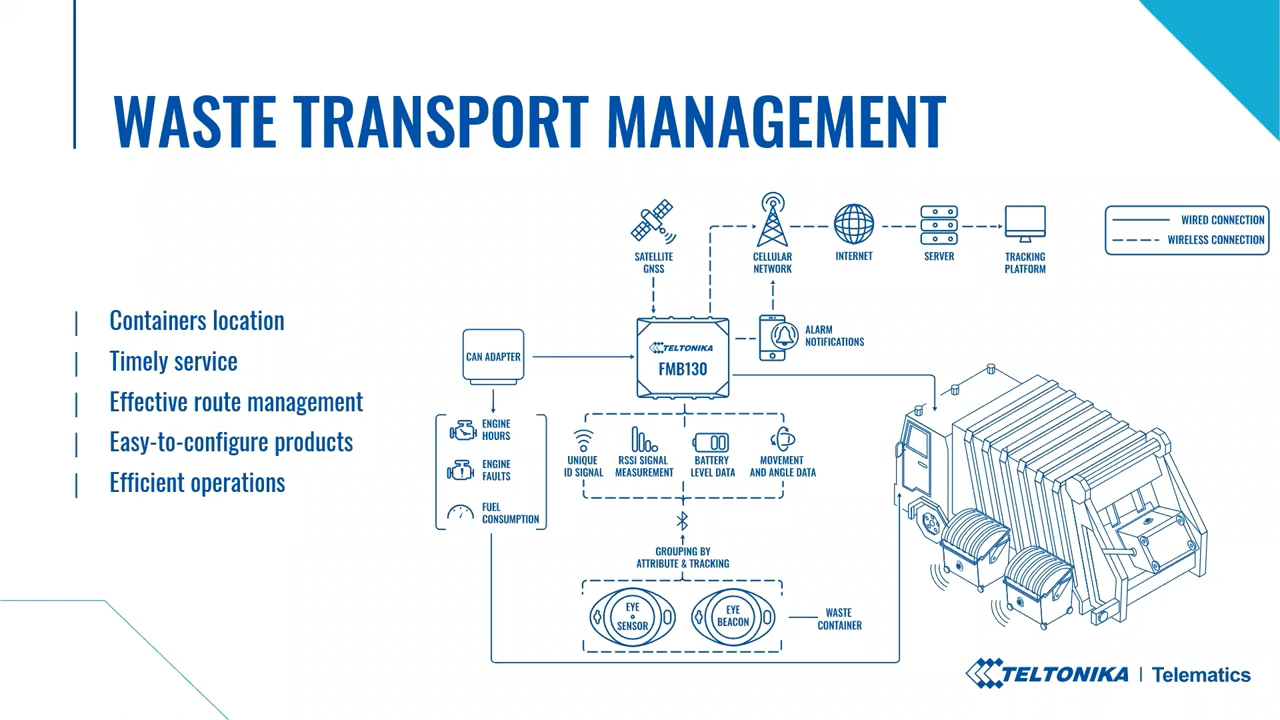 WASTE TRANSPORT MANAGEMENT
Containers location
Timely service
Effective route management
Easy-to-configure products
Efficient operations
SATELLITE
GNSS
CELLULAR
NETWORK
INTERNET
SERVER
TRACKING
PLATFORM
WIRED CONNECTION
WIRELESS CONNECTION
CAN ADAPTER
TELTONIKA
FMB130
ALARM
NOTIFICATIONS
ENGINE
HOURS
ENGINE
FAULTS
FUEL
CONSUMPTION
UNIQUE
ID SIGNAL
RSSI SIGNAL
MEASUREMENT
BATTERY
LEVEL DATA
MOVEMENT
AND ANGLE DATA
GROUPING BY
ATTRIBUTE & TRACKING
EYE
SENSOR
EYE
BEACON
WASTE
CONTAINER
TELTONIKA | Telematics